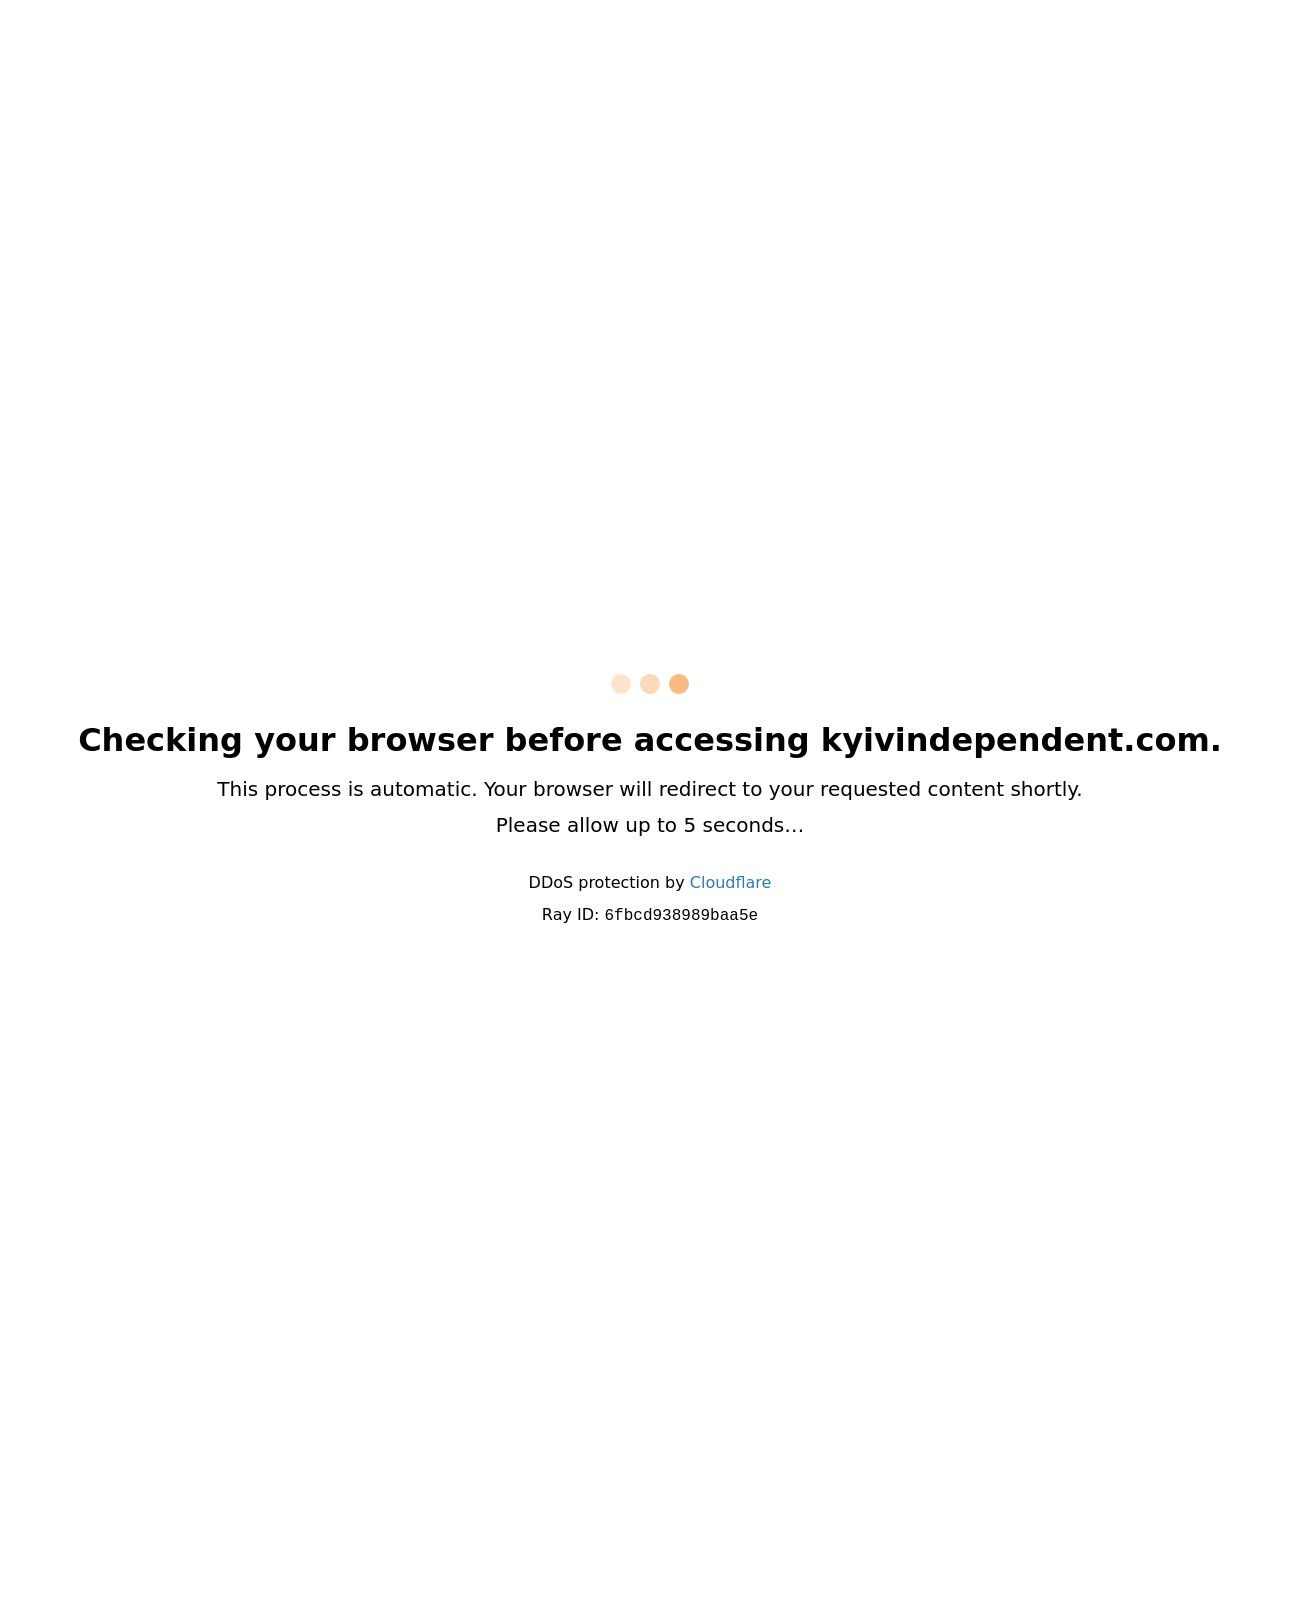 Checking your browser before accessing kyivindependent.com.
This process is automatic. Your browser will redirect to your requested content shortly.
Please allow up to 5 seconds…
DDoS protection by Cloudflare
Ray ID: 6fbcd938989baa5e